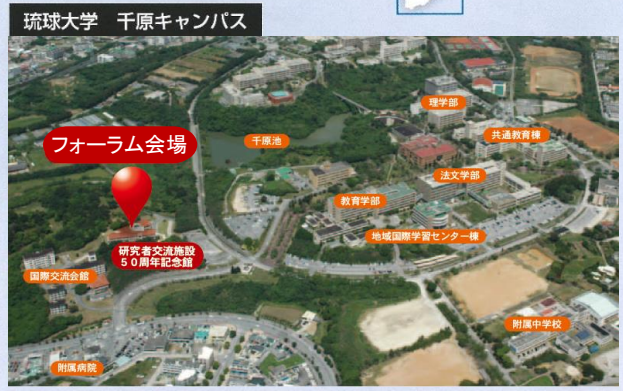 琉球大学 千原キャンパス
理学部
共通教育棟
千原池
フォーラム会場
法文学部
教育学部
地域国際学習センター棟
研究者交流施設
50周年記念館
国際交流会館
附属中学校
附属病院